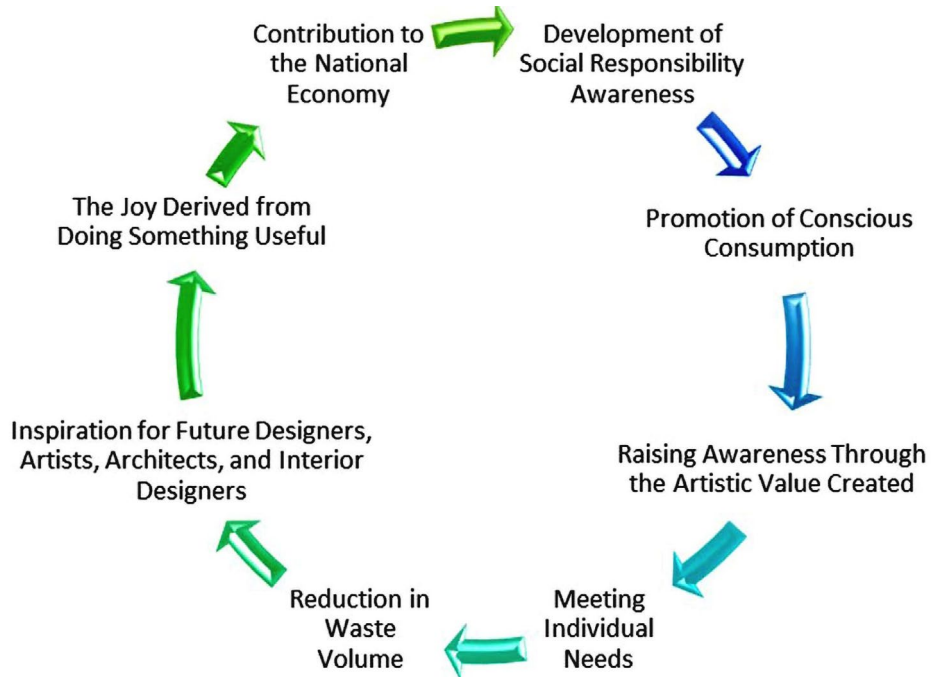 Contribution to
the National
Economy
Development of
Social Responsibility
Awareness
Promotion of Conscious
Consumption
Raising Awareness Through
the Artistic Value Created
Meeting
Individual
Needs
Reduction in
Waste
Volume
Inspiration for Future Designers,
Artists, Architects, and Interior
Designers
The Joy Derived from
Doing Something Useful